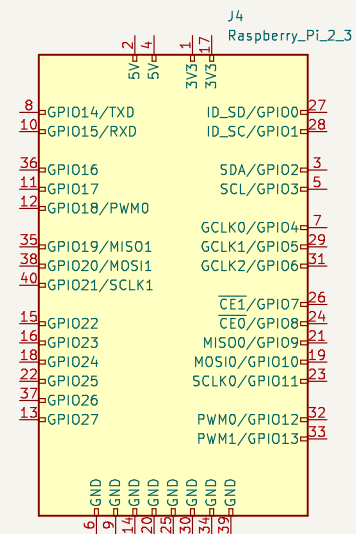 J4
Raspberry_Pi_2_3
2 4 1 17
5V 5V 3V3 3V3
8 GPIO14/TXD ID_SD/GPIO0 27
10 GPIO15/RXD ID_SC/GPIO1 28
36 GPIO16 SDA/GPIO2 3
11 GPIO17 SCL/GPIO3 5
12 GPIO18/PWM0
GCLK0/GPIO4 7
35 GPIO19/MISO1 GCLK1/GPIO5 29
38 GPIO20/MOSI1 GCLK2/GPIO6 31
40 GPIO21/SCLK1
CE1/GPIO7 26
15 GPIO22 CE0/GPIO8 24
16 GPIO23 MISO0/GPIO9 21
18 GPIO24 MOSI0/GPIO10 19
22 GPIO25 SCLK0/GPIO11 23
37 GPIO26
13 GPIO27 PWM0/GPIO12 32
PWM1/GPIO13 33
GND GND GND GND GND GND GND GND
6 9 14 20 25 30 34 39